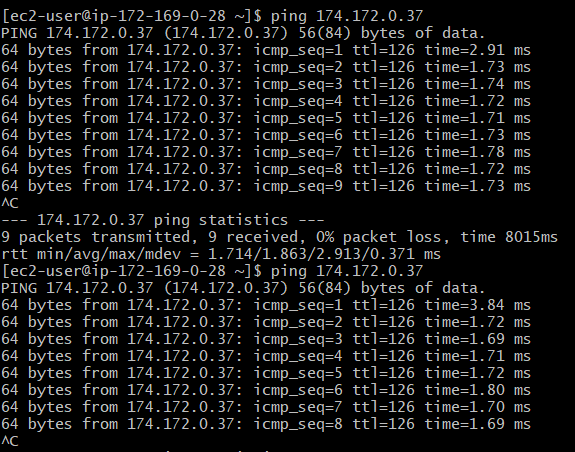 [ec2-user@ip-172-169-0-28 ~]$ ping 174.172.0.37
PING 174.172.0.37 (174.172.0.37) 56(84) bytes of data.
64 bytes from 174.172.0.37: icmp_seq=1 ttl=126 time=2.91 ms
64 bytes from 174.172.0.37: icmp_seq=2 ttl=126 time=1.73 ms
64 bytes from 174.172.0.37: icmp_seq=3 ttl=126 time=1.74 ms
64 bytes from 174.172.0.37: icmp_seq=4 ttl=126 time=1.72 ms
64 bytes from 174.172.0.37: icmp_seq=5 ttl=126 time=1.71 ms
64 bytes from 174.172.0.37: icmp_seq=6 ttl=126 time=1.73 ms
64 bytes from 174.172.0.37: icmp_seq=7 ttl=126 time=1.78 ms
64 bytes from 174.172.0.37: icmp_seq=8 ttl=126 time=1.72 ms
64 bytes from 174.172.0.37: icmp_seq=9 ttl=126 time=1.73 ms
^C
--- 174.172.0.37 ping statistics ---
9 packets transmitted, 9 received, 0% packet loss, time 8015ms
rtt min/avg/max/mdev = 1.714/1.863/2.913/0.371 ms
[ec2-user@ip-172-169-0-28 ~]$ ping 174.172.0.37
PING 174.172.0.37 (174.172.0.37) 56(84) bytes of data.
64 bytes from 174.172.0.37: icmp_seq=1 ttl=126 time=3.84 ms
64 bytes from 174.172.0.37: icmp_seq=2 ttl=126 time=1.72 ms
64 bytes from 174.172.0.37: icmp_seq=3 ttl=126 time=1.69 ms
64 bytes from 174.172.0.37: icmp_seq=4 ttl=126 time=1.71 ms
64 bytes from 174.172.0.37: icmp_seq=5 ttl=126 time=1.72 ms
64 bytes from 174.172.0.37: icmp_seq=6 ttl=126 time=1.80 ms
64 bytes from 174.172.0.37: icmp_seq=7 ttl=126 time=1.70 ms
64 bytes from 174.172.0.37: icmp_seq=8 ttl=126 time=1.69 ms
^C